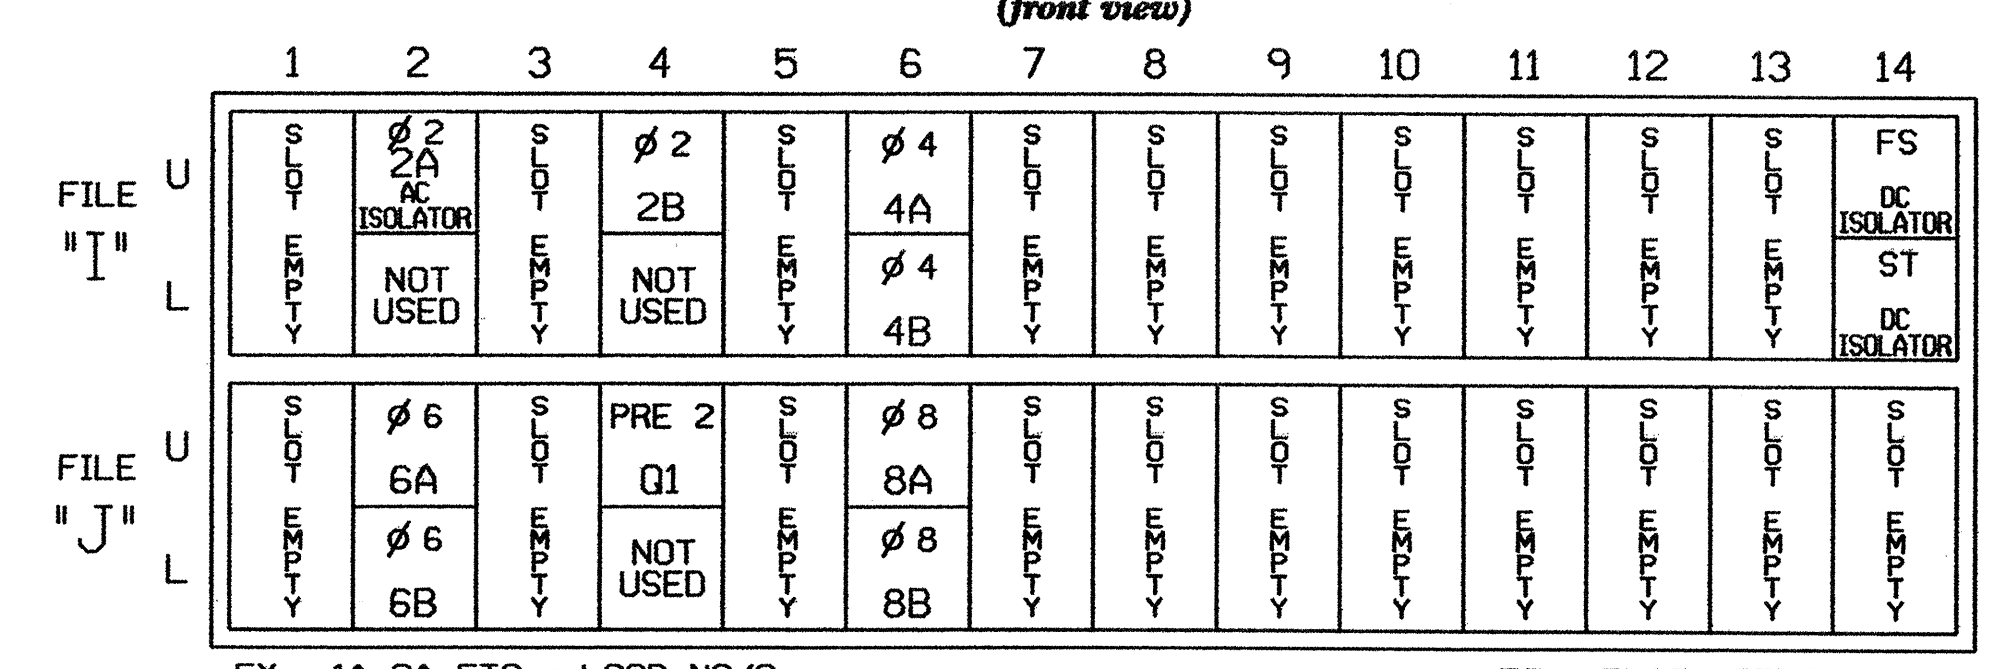 (front view)
1 2 3 4 5 6 7 8 9 10 11 12 13 14
FILE "I"
U
L
SLOT EMPTY
Ø 2
2A
AC
ISOLATOR
NOT
USED
SLOT EMPTY
Ø 2
2B
NOT
USED
SLOT EMPTY
Ø 4
4A
Ø 4
4B
SLOT EMPTY
SLOT EMPTY
SLOT EMPTY
SLOT EMPTY
SLOT EMPTY
SLOT EMPTY
SLOT EMPTY
FS
DC
ISOLATOR
ST
DC
ISOLATOR
FILE "J"
U
L
SLOT EMPTY
Ø 6
6A
Ø 6
6B
SLOT EMPTY
PRE 2
Q1
NOT
USED
SLOT EMPTY
Ø 8
8A
Ø 8
8B
SLOT EMPTY
SLOT EMPTY
SLOT EMPTY
SLOT EMPTY
SLOT EMPTY
SLOT EMPTY
SLOT EMPTY
SLOT EMPTY